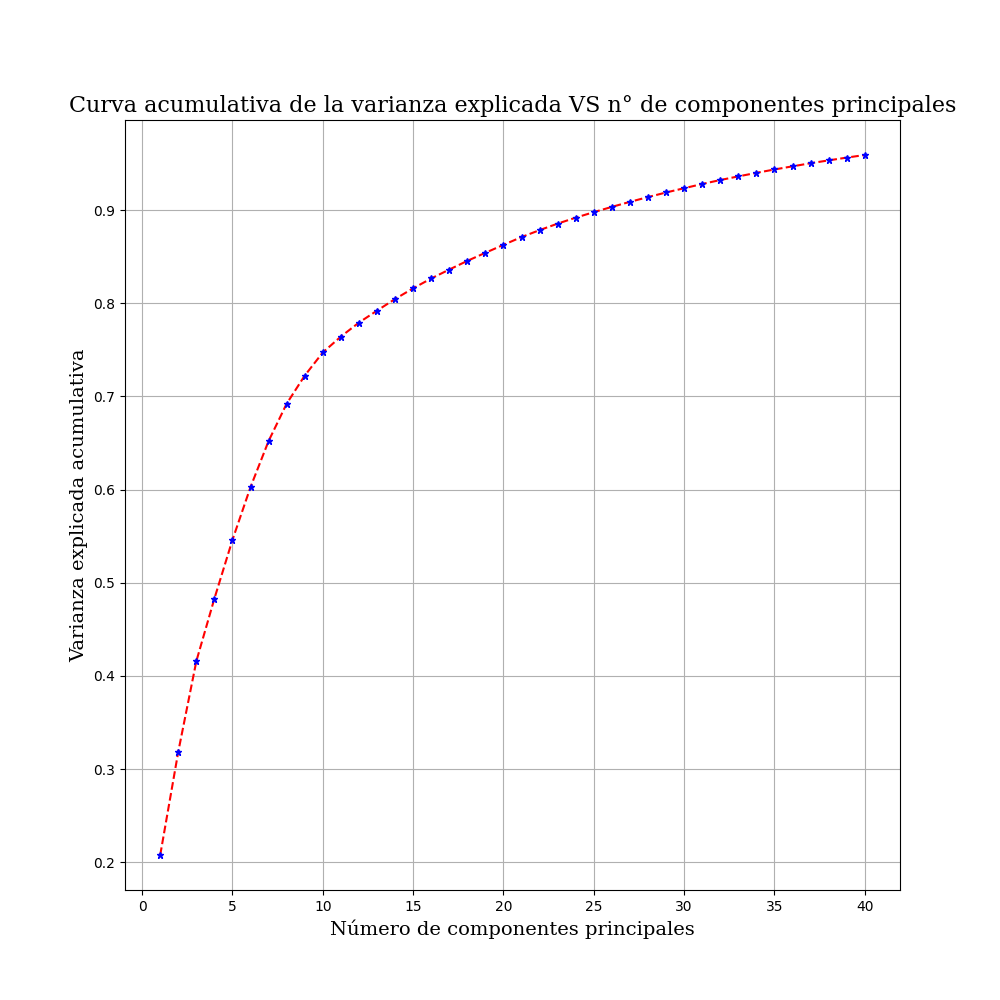 Curva acumulativa de la varianza explicada VS n° de componentes principales
Varianza explicada acumulativa
0.9
0.8
0.7
0.6
0.5
0.4
0.3
0.2
0 5 10 15 20 25 30 35 40
Número de componentes principales